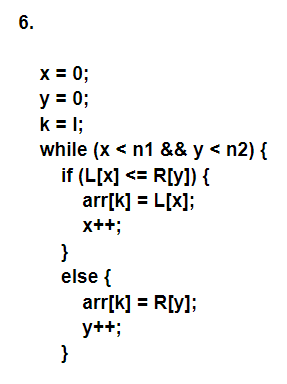 6.
x = 0;
y = 0;
k = l;
while (x < n1 && y < n2) {
if (L[x] <= R[y]) {
arr[k] = L[x];
x++;
}
else {
arr[k] = R[y];
y++;
}